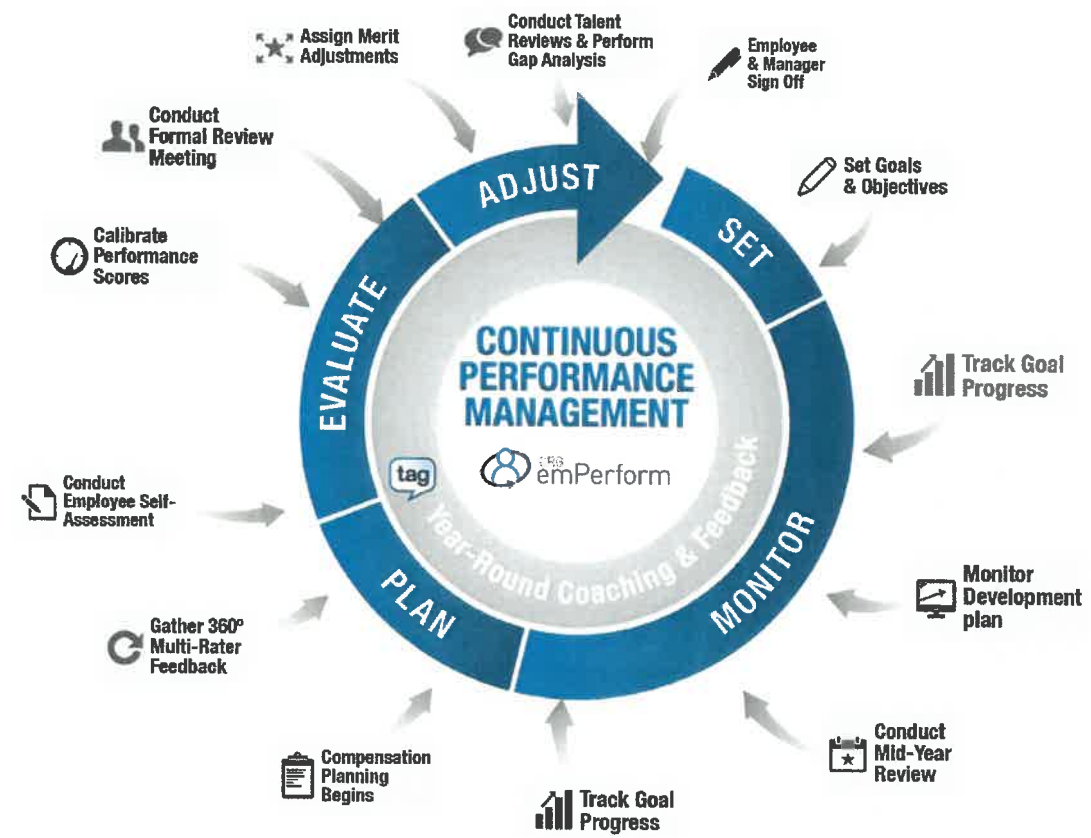 Assign Merit
Adjustments
Conduct Talent
Reviews & Perform
Gap Analysis
Employee
& Manager
Sign Off
Set Goals
& Objectives
Track Goal
Progress
Monitor
Development
plan
Conduct
Mid-Year
Review
Track Goal
Progress
Compensation
Planning
Begins
Gather 360º
Multi-Rater
Feedback
Conduct
Employee Self-
Assessment
Calibrate
Performance
Scores
Conduct
Formal Review
Meeting
ADJUST
SET
MONITOR
PLAN
EVALUATE
CONTINUOUS
PERFORMANCE
MANAGEMENT
emPerform
tag
Year-Round Coaching & Feedback